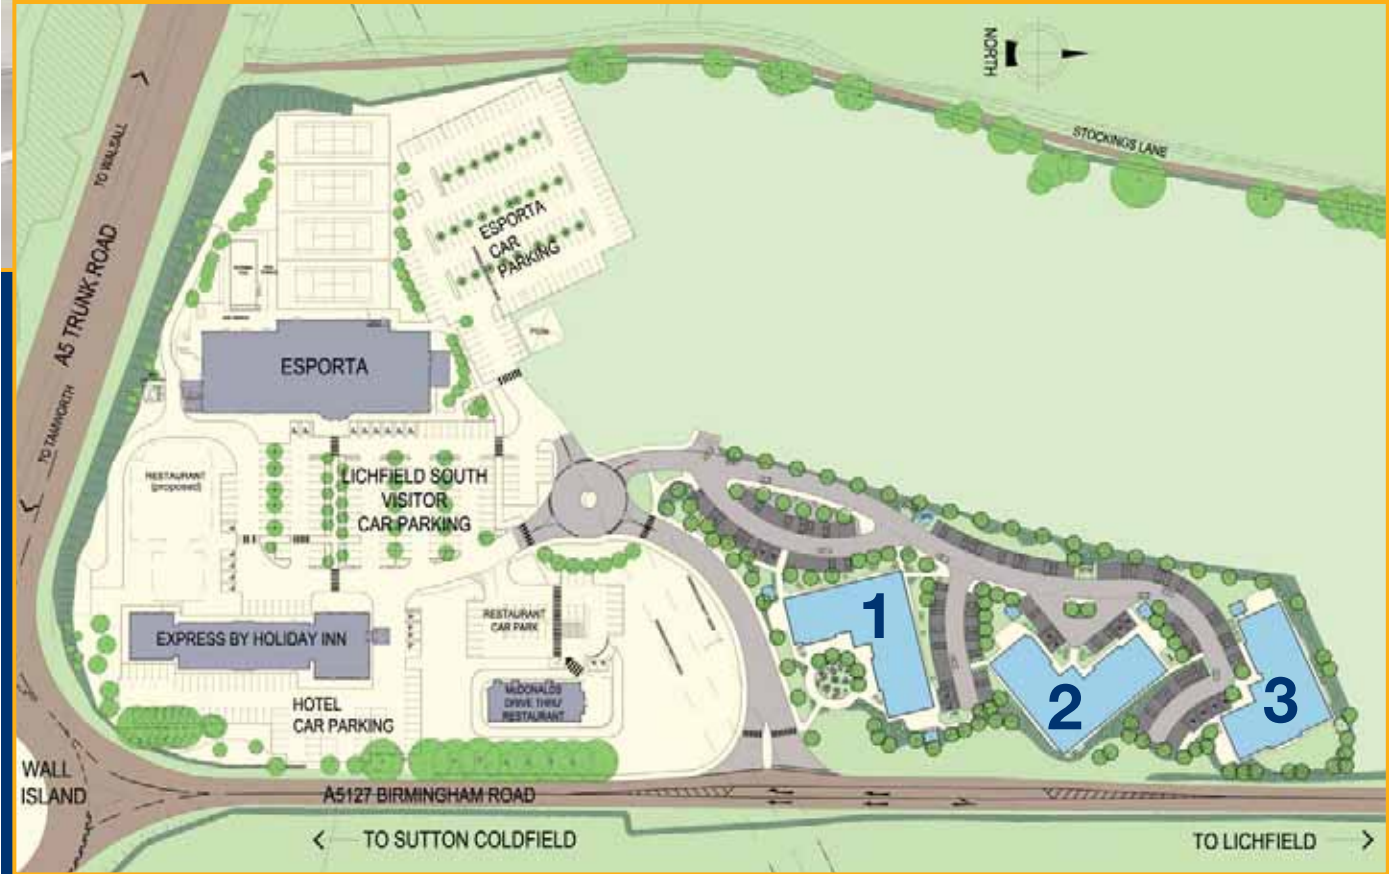 NORTH
STOCKINGS LANE
TO WALSALL
A5 TRUNK ROAD
TO TAMWORTH
ESPORTA
CAR
PARKING
ESPORTA
RESTAURANT
(proposed)
LICHFIELD SOUTH
VISITOR
CAR PARKING
RESTAURANT
CAR PARK
EXPRESS BY HOLIDAY INN
McDONALDS
DRIVE THRU'
RESTAURANT
HOTEL
CAR PARKING
1
2
3
WALL
ISLAND
A5127 BIRMINGHAM ROAD
TO SUTTON COLDFIELD
TO LICHFIELD